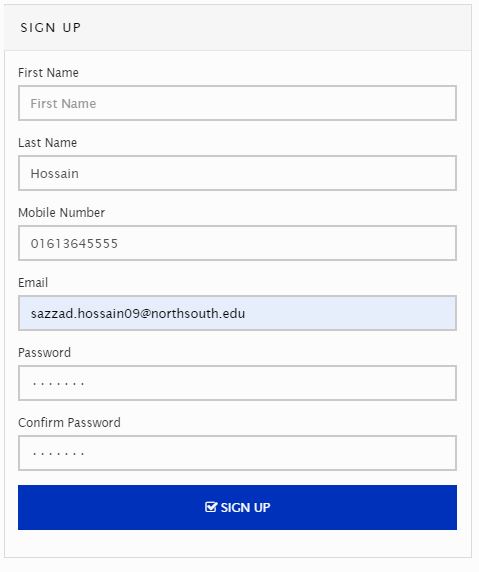 SIGN UP
First Name
First Name
Last Name
Hossain
Mobile Number
01613645555
Email
sazzad.hossain09@northsouth.edu
Password
.......
Confirm Password
.......
SIGN UP